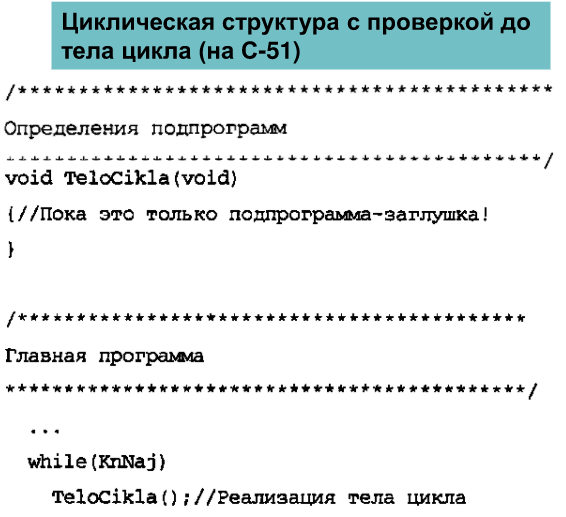 Циклическая структура с проверкой до
тела цикла (на С-51)
/********************************************
Определения подпрограмм
********************************************/
void TeloCikla(void)
{//Пока это только подпрограмма-заглушка!
}
/********************************************
Главная программа
********************************************/
...
while(KnNaj)
TeloCikla();//Реализация тела цикла